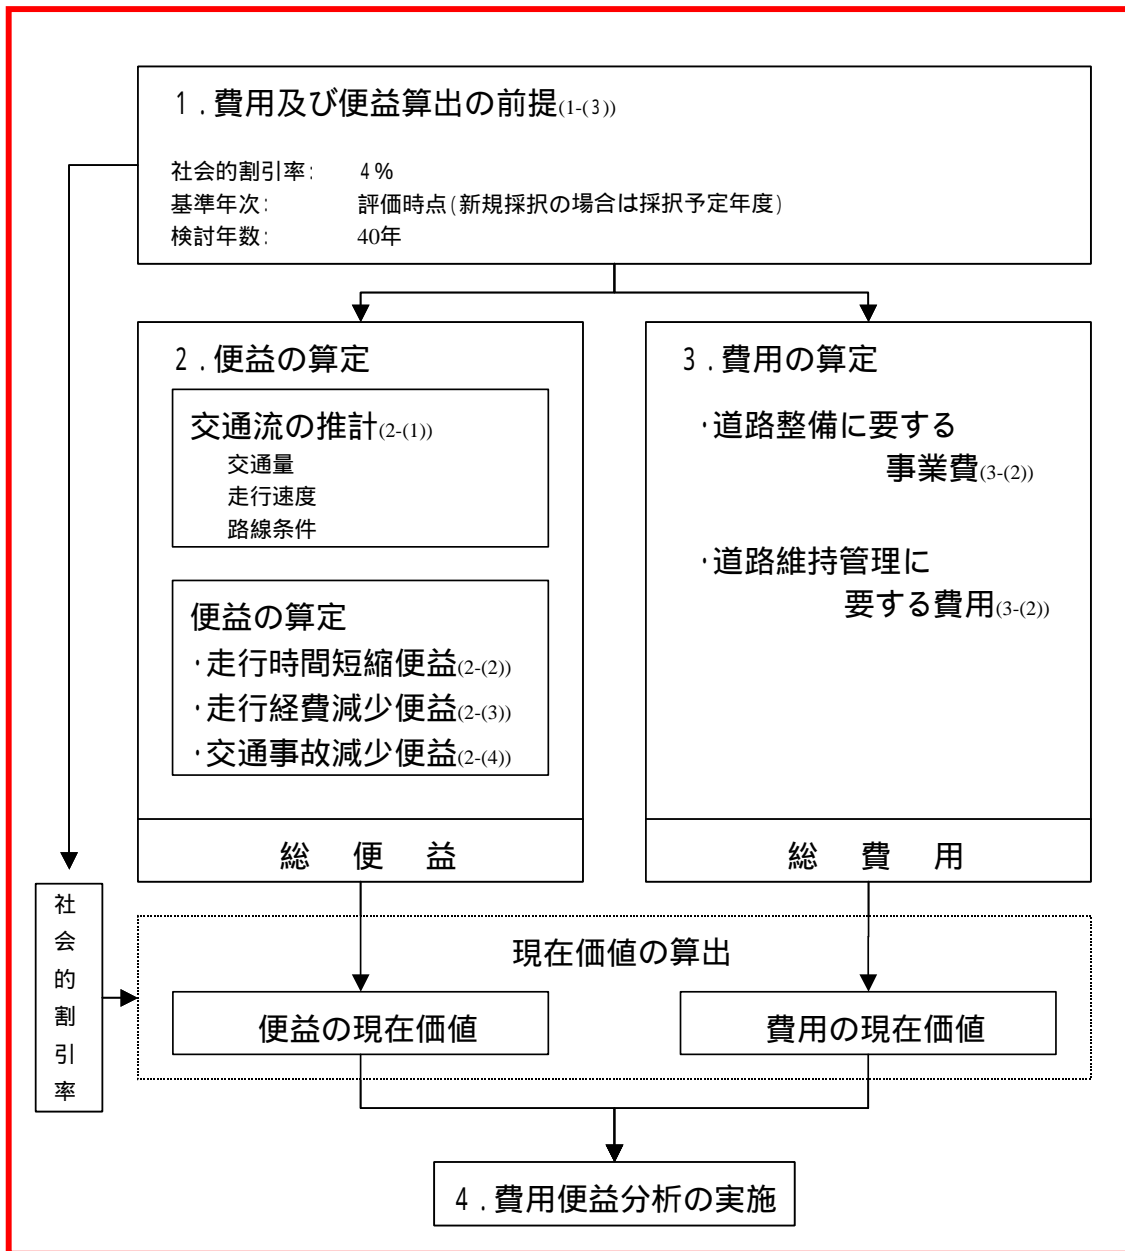 1．費用及び便益算出の前提(1-(3))
社会的割引率： 4%
基準年次： 評価時点(新規採択の場合は採択予定年度)
検討年数： 40年
2．便益の算定
交通流の推計(2-(1))
交通量
走行速度
路線条件
便益の算定
・走行時間短縮便益(2-(2))
・走行経費減少便益(2-(3))
・交通事故減少便益(2-(4))
総 便 益
3．費用の算定
・道路整備に要する
事業費(3-(2))
・道路維持管理に
要する費用(3-(2))
総 費 用
社会的割引率
現在価値の算出
便益の現在価値
費用の現在価値
4．費用便益分析の実施